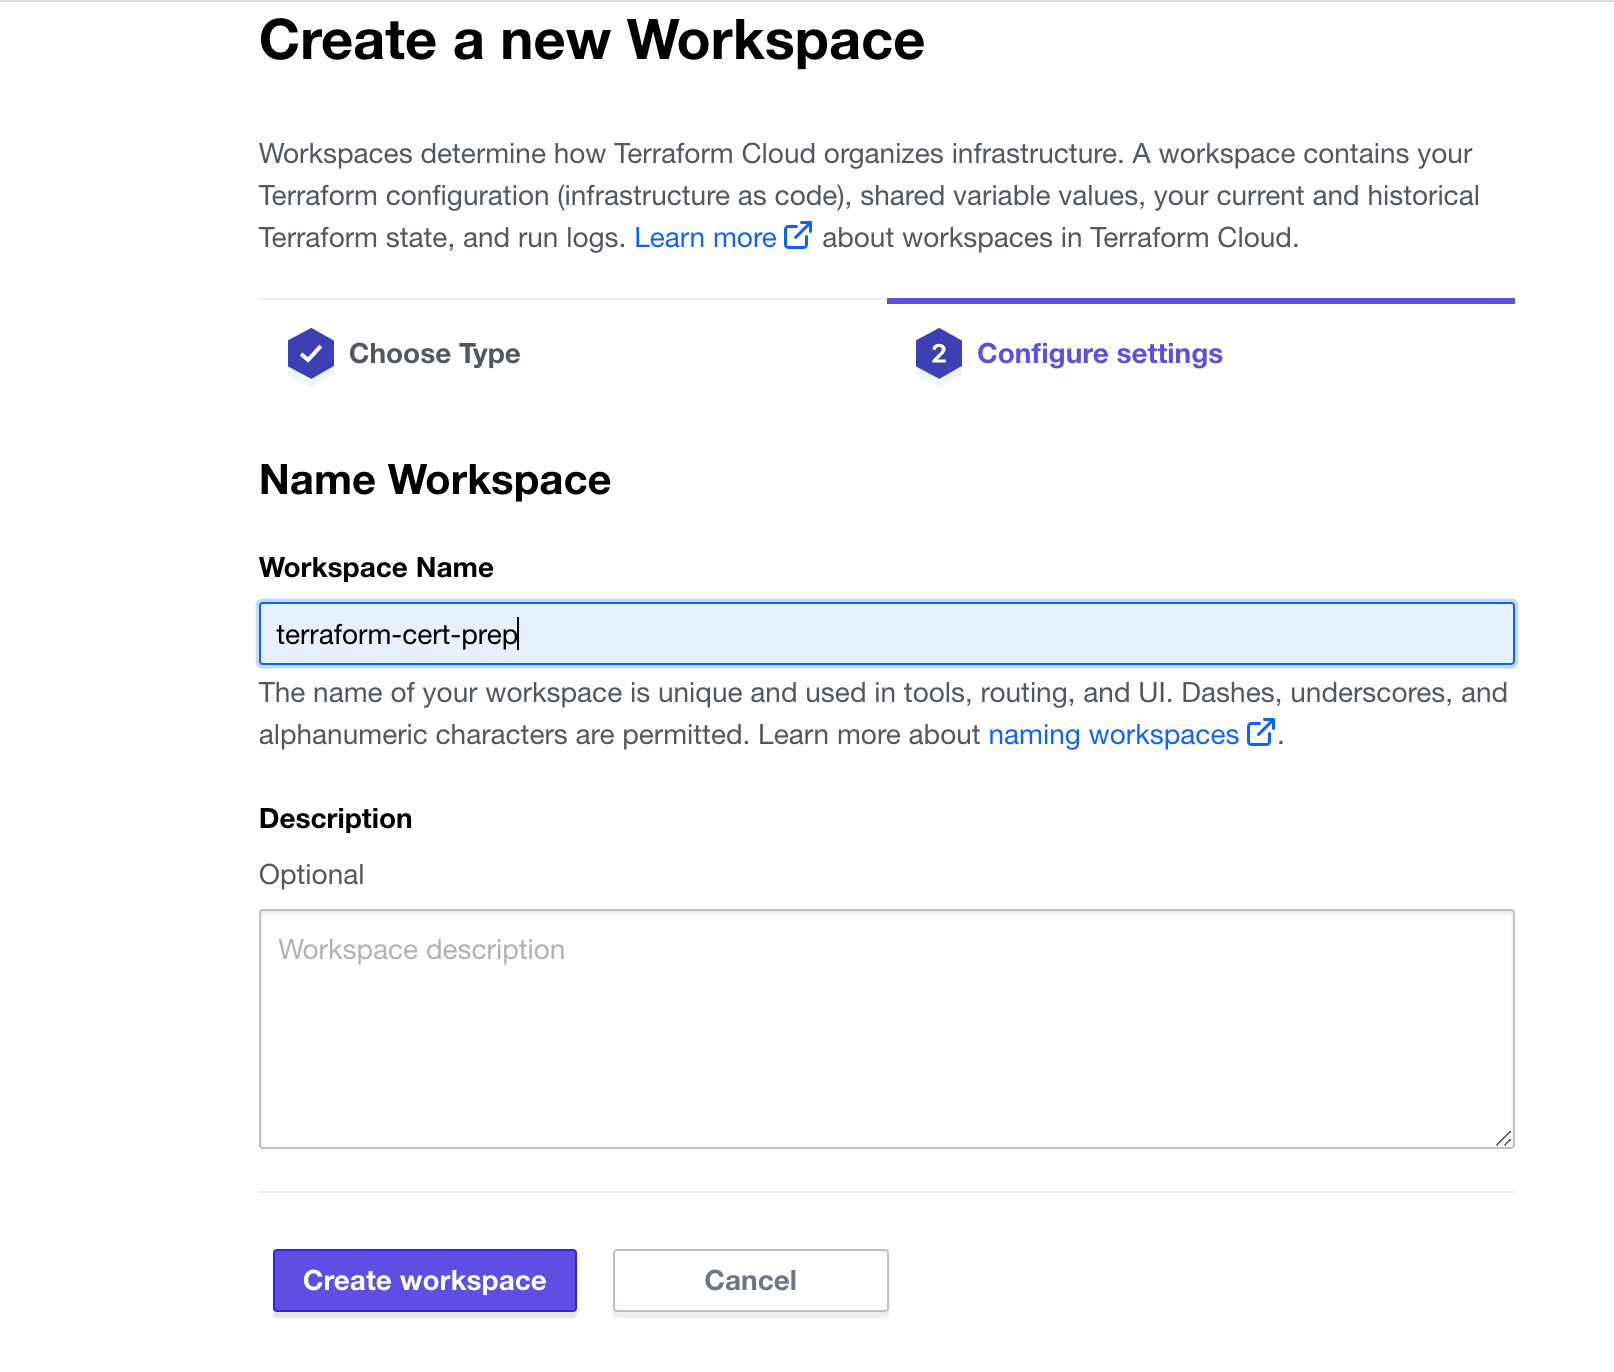 Create a new Workspace
Workspaces determine how Terraform Cloud organizes infrastructure. A workspace contains your
Terraform configuration (infrastructure as code), shared variable values, your current and historical
Terraform state, and run logs. Learn more about workspaces in Terraform Cloud.
Choose Type
2 Configure settings
Name Workspace
Workspace Name
terraform-cert-prep
The name of your workspace is unique and used in tools, routing, and UI. Dashes, underscores, and
alphanumeric characters are permitted. Learn more about naming workspaces.
Description
Optional
Workspace description
Create workspace
Cancel